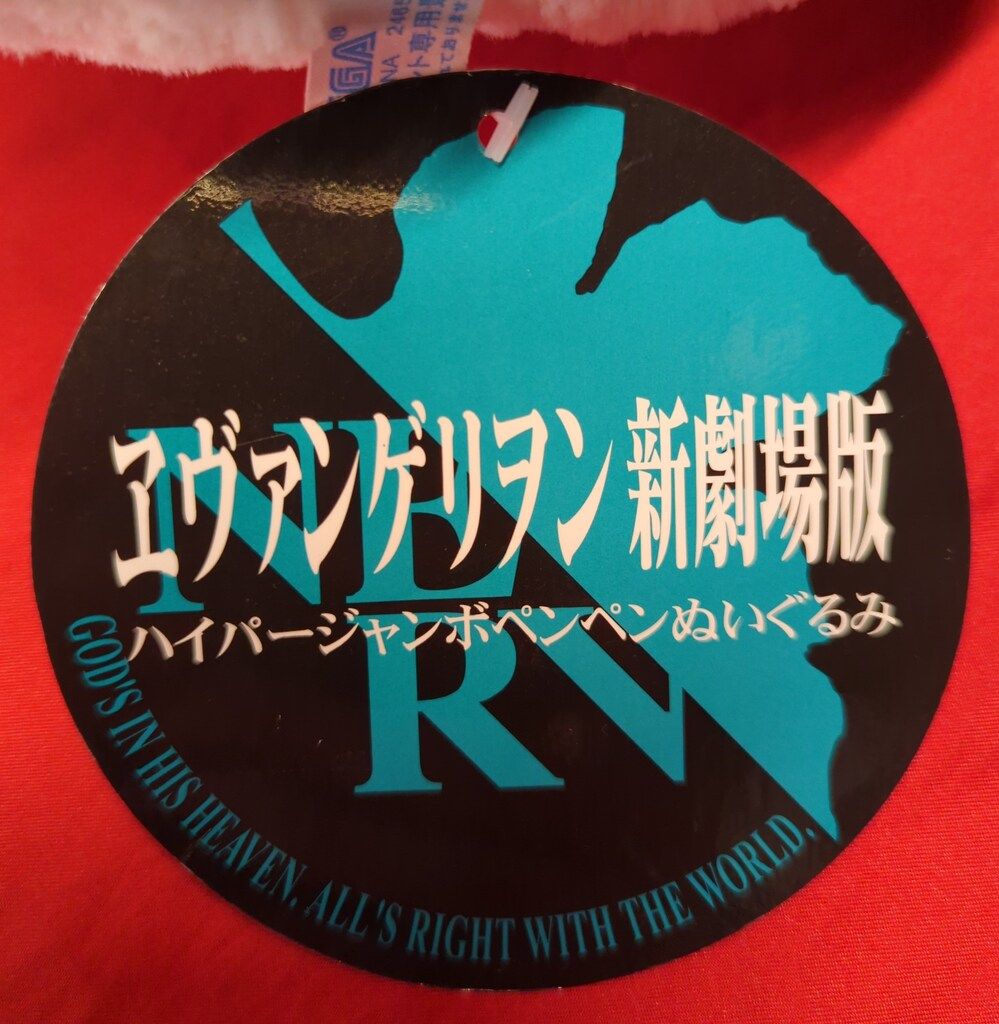 NA
ヱヴァンゲリヲン 新劇場版
NERV
ハイパージャンボペンペンぬいぐるみ
GOD'S IN HIS HEAVEN. ALL'S RIGHT WITH THE WORLD.